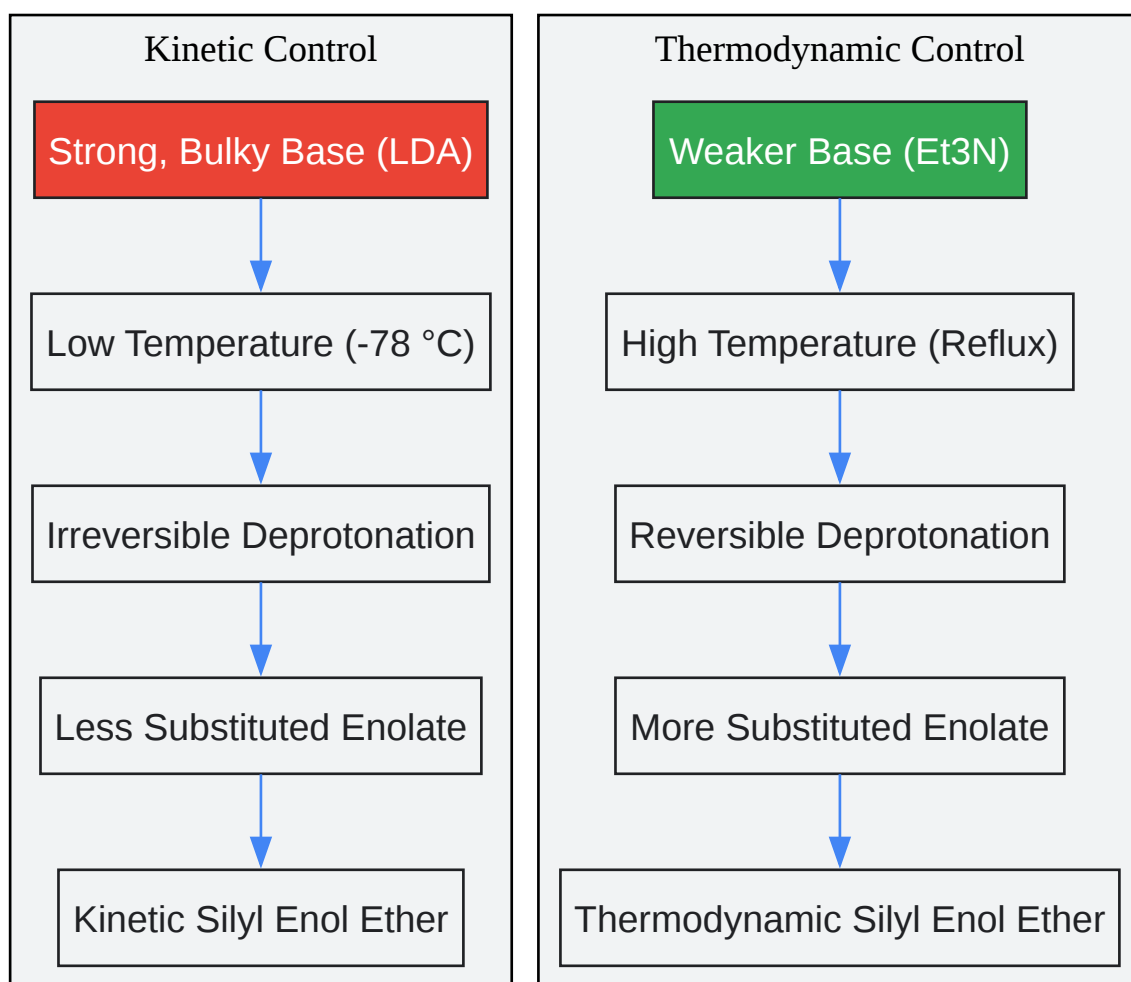 Kinetic Control
Strong, Bulky Base (LDA)
Low Temperature (-78 °C)
Irreversible Deprotonation
Less Substituted Enolate
Kinetic Silyl Enol Ether
Thermodynamic Control
Weaker Base (Et3N)
High Temperature (Reflux)
Reversible Deprotonation
More Substituted Enolate
Thermodynamic Silyl Enol Ether